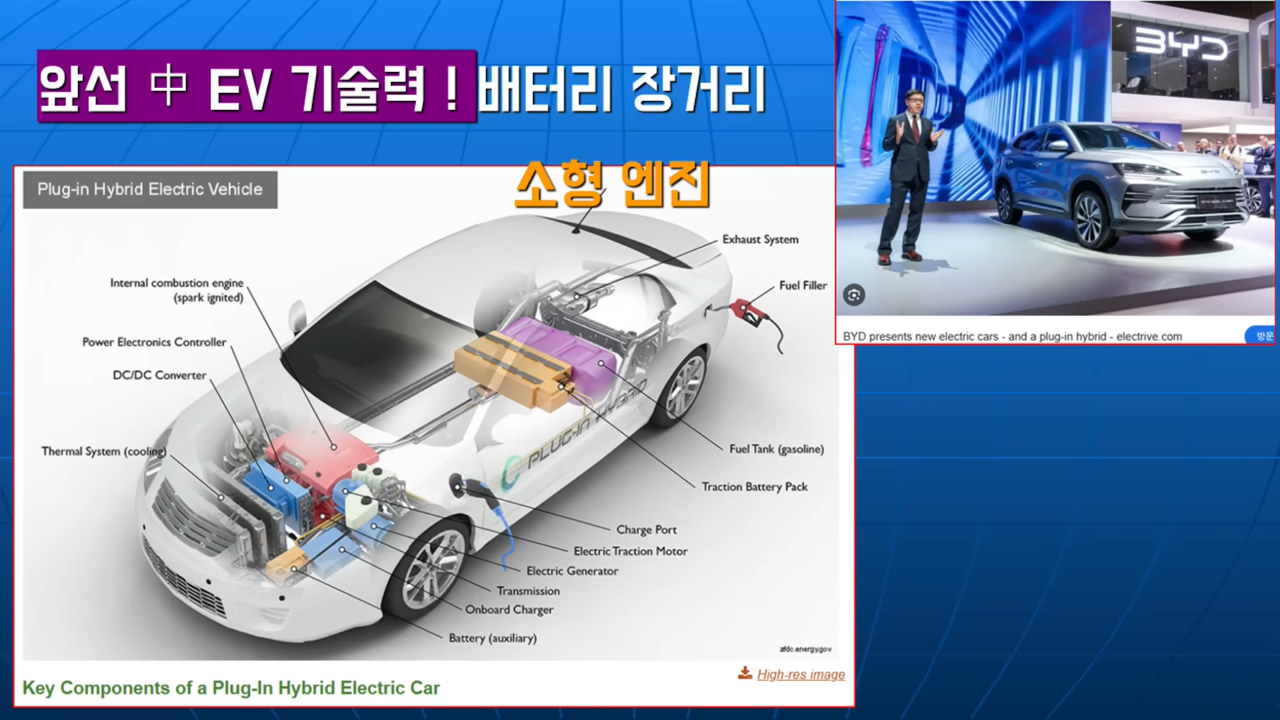 앞선 中 EV 기술력 ! 배터리 장거리
BYD
소형 엔진
Plug-in Hybrid Electric Vehicle
Exhaust System
Fuel Filler
Internal combustion engine
(spark ignited)
Power Electronics Controller
DC/DC Converter
Thermal System (cooling)
PLUG-IN HYBRID
Fuel Tank (gasoline)
Traction Battery Pack
Charge Port
Electric Traction Motor
Electric Generator
Transmission
Onboard Charger
Battery (auxiliary)
afdc.energy.gov
High-res image
Key Components of a Plug-In Hybrid Electric Car
BYD presents new electric cars - and a plug-in hybrid - electrive.com
방문